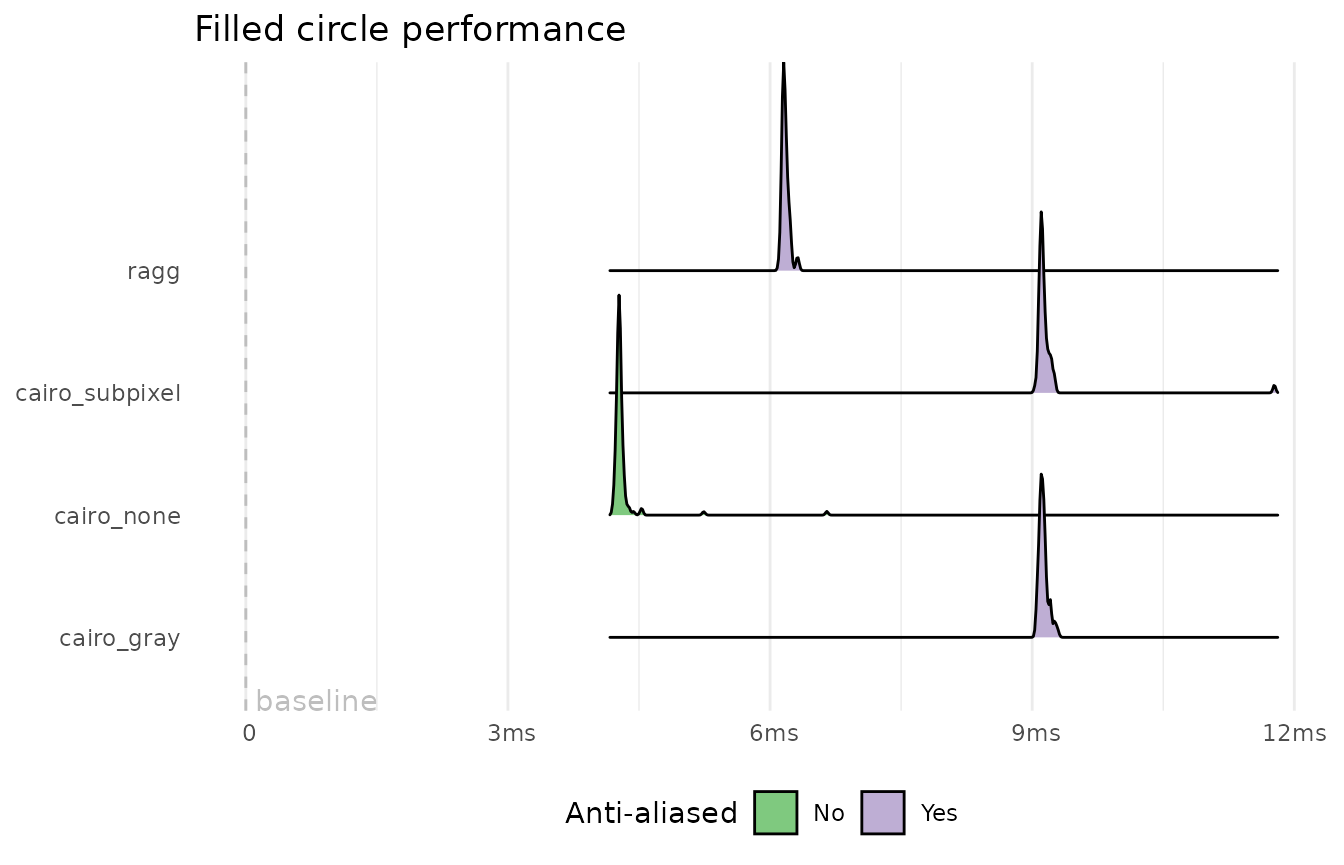 Filled circle performance
ragg
cairo_subpixel
cairo_none
cairo_gray
baseline
0 3ms 6ms 9ms 12ms
Anti-aliased No Yes